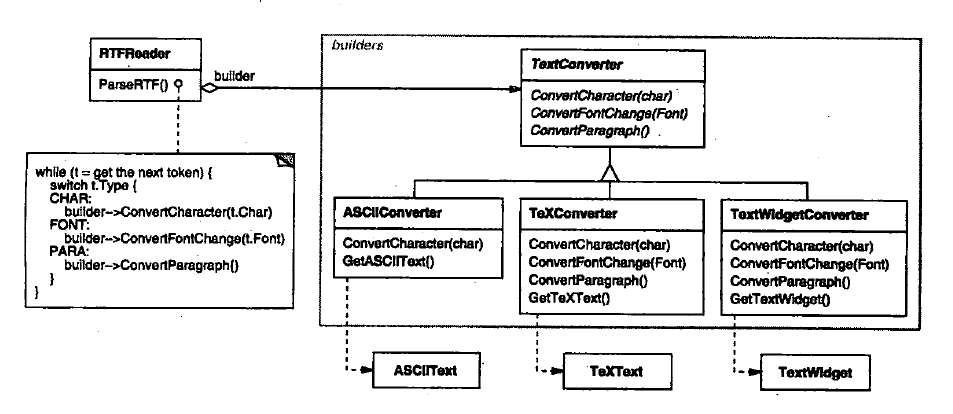 builders
RTFReader
ParseRTF()
builder
TextConverter
ConvertCharacter(char)
ConvertFontChange(Font)
ConvertParagraph()
while (t = get the next token) {
switch t.Type {
CHAR:
builder->ConvertCharacter(t.Char)
FONT:
builder->ConvertFontChange(t.Font)
PARA:
builder->ConvertParagraph()
}
}
ASCIIConverter
ConvertCharacter(char)
GetASCIIText()
TeXConverter
ConvertCharacter(char)
ConvertFontChange(Font)
ConvertParagraph()
GetTeXText()
TextWidgetConverter
ConvertCharacter(char)
ConvertFontChange(Font)
ConvertParagraph()
GetTextWidget()
ASCIIText
TeXText
TextWidget